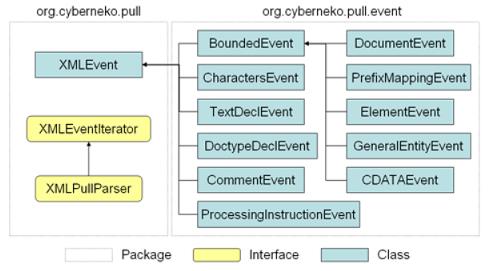 org.cyberneko.pull
org.cyberneko.pull.event
XMLEvent
XMLEventIterator
XMLPullParser
BoundedEvent
DocumentEvent
CharactersEvent
PrefixMappingEvent
TextDeclEvent
ElementEvent
DoctypeDeclEvent
GeneralEntityEvent
CommentEvent
CDATAEvent
ProcessingInstructionEvent
Package
Interface
Class